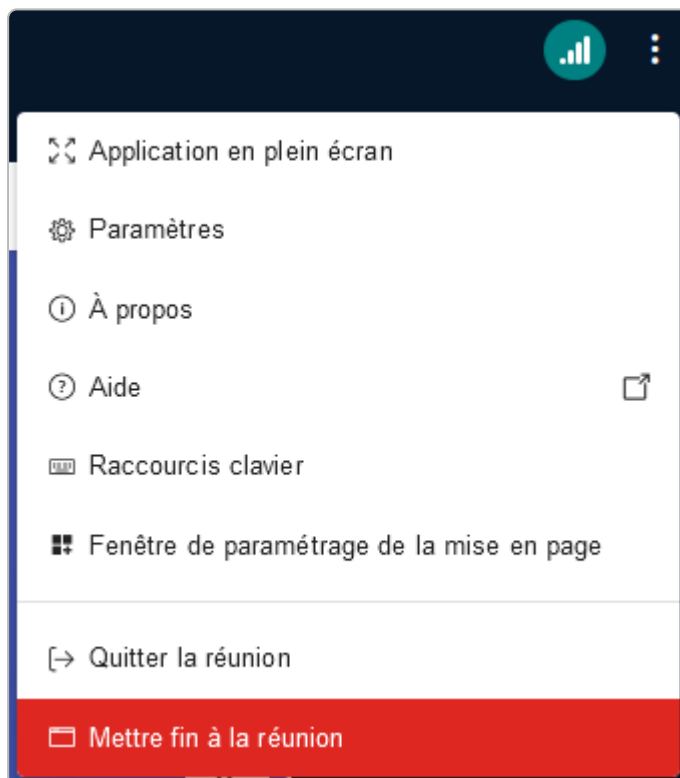 Application en plein écran
Paramètres
À propos
Aide
Raccourcis clavier
Fenêtre de paramétrage de la mise en page
Quitter la réunion
Mettre fin à la réunion